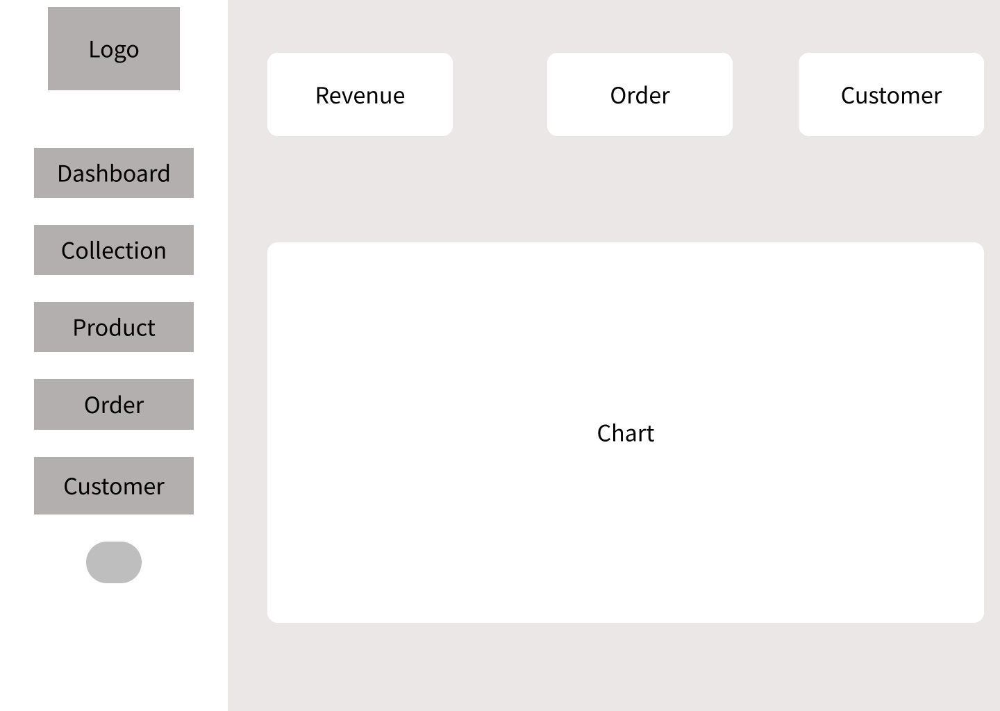 Logo
Dashboard
Collection
Product
Order
Customer
Revenue
Order
Customer
Chart